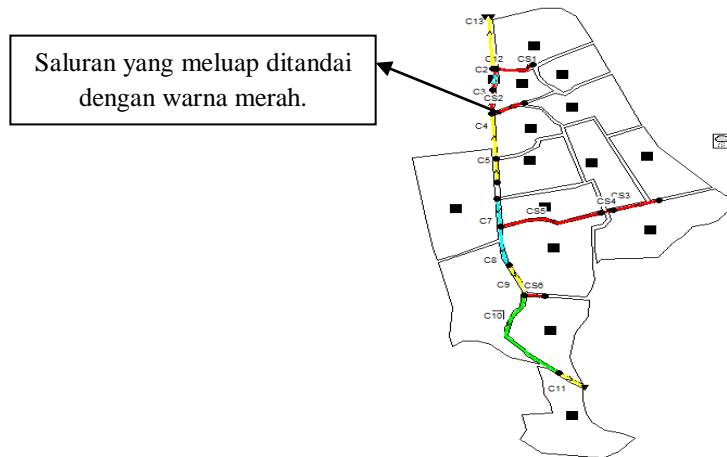 Saluran yang meluap ditandai
dengan warna merah.
C13
C12
CS1
C2
C3
CS2
C4
C5
CS3
CS4
CS5
C7
C8
C9
CS6
C10
C11